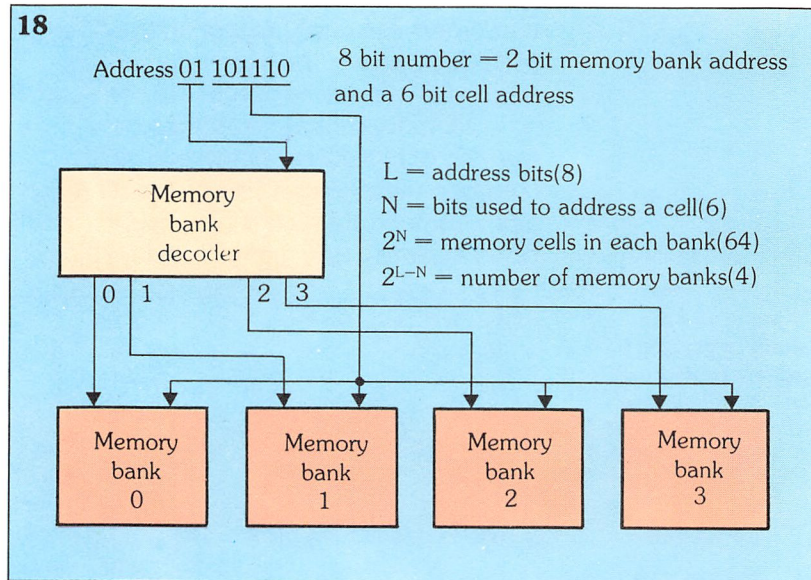 18
Address 01 101110
8 bit number = 2 bit memory bank address
and a 6 bit cell address
L = address bits(8)
N = bits used to address a cell(6)
2^N = memory cells in each bank(64)
2^L–N = number of memory banks(4)
Memory
bank
decoder
0 1 2 3
Memory
bank
0
Memory
bank
1
Memory
bank
2
Memory
bank
3